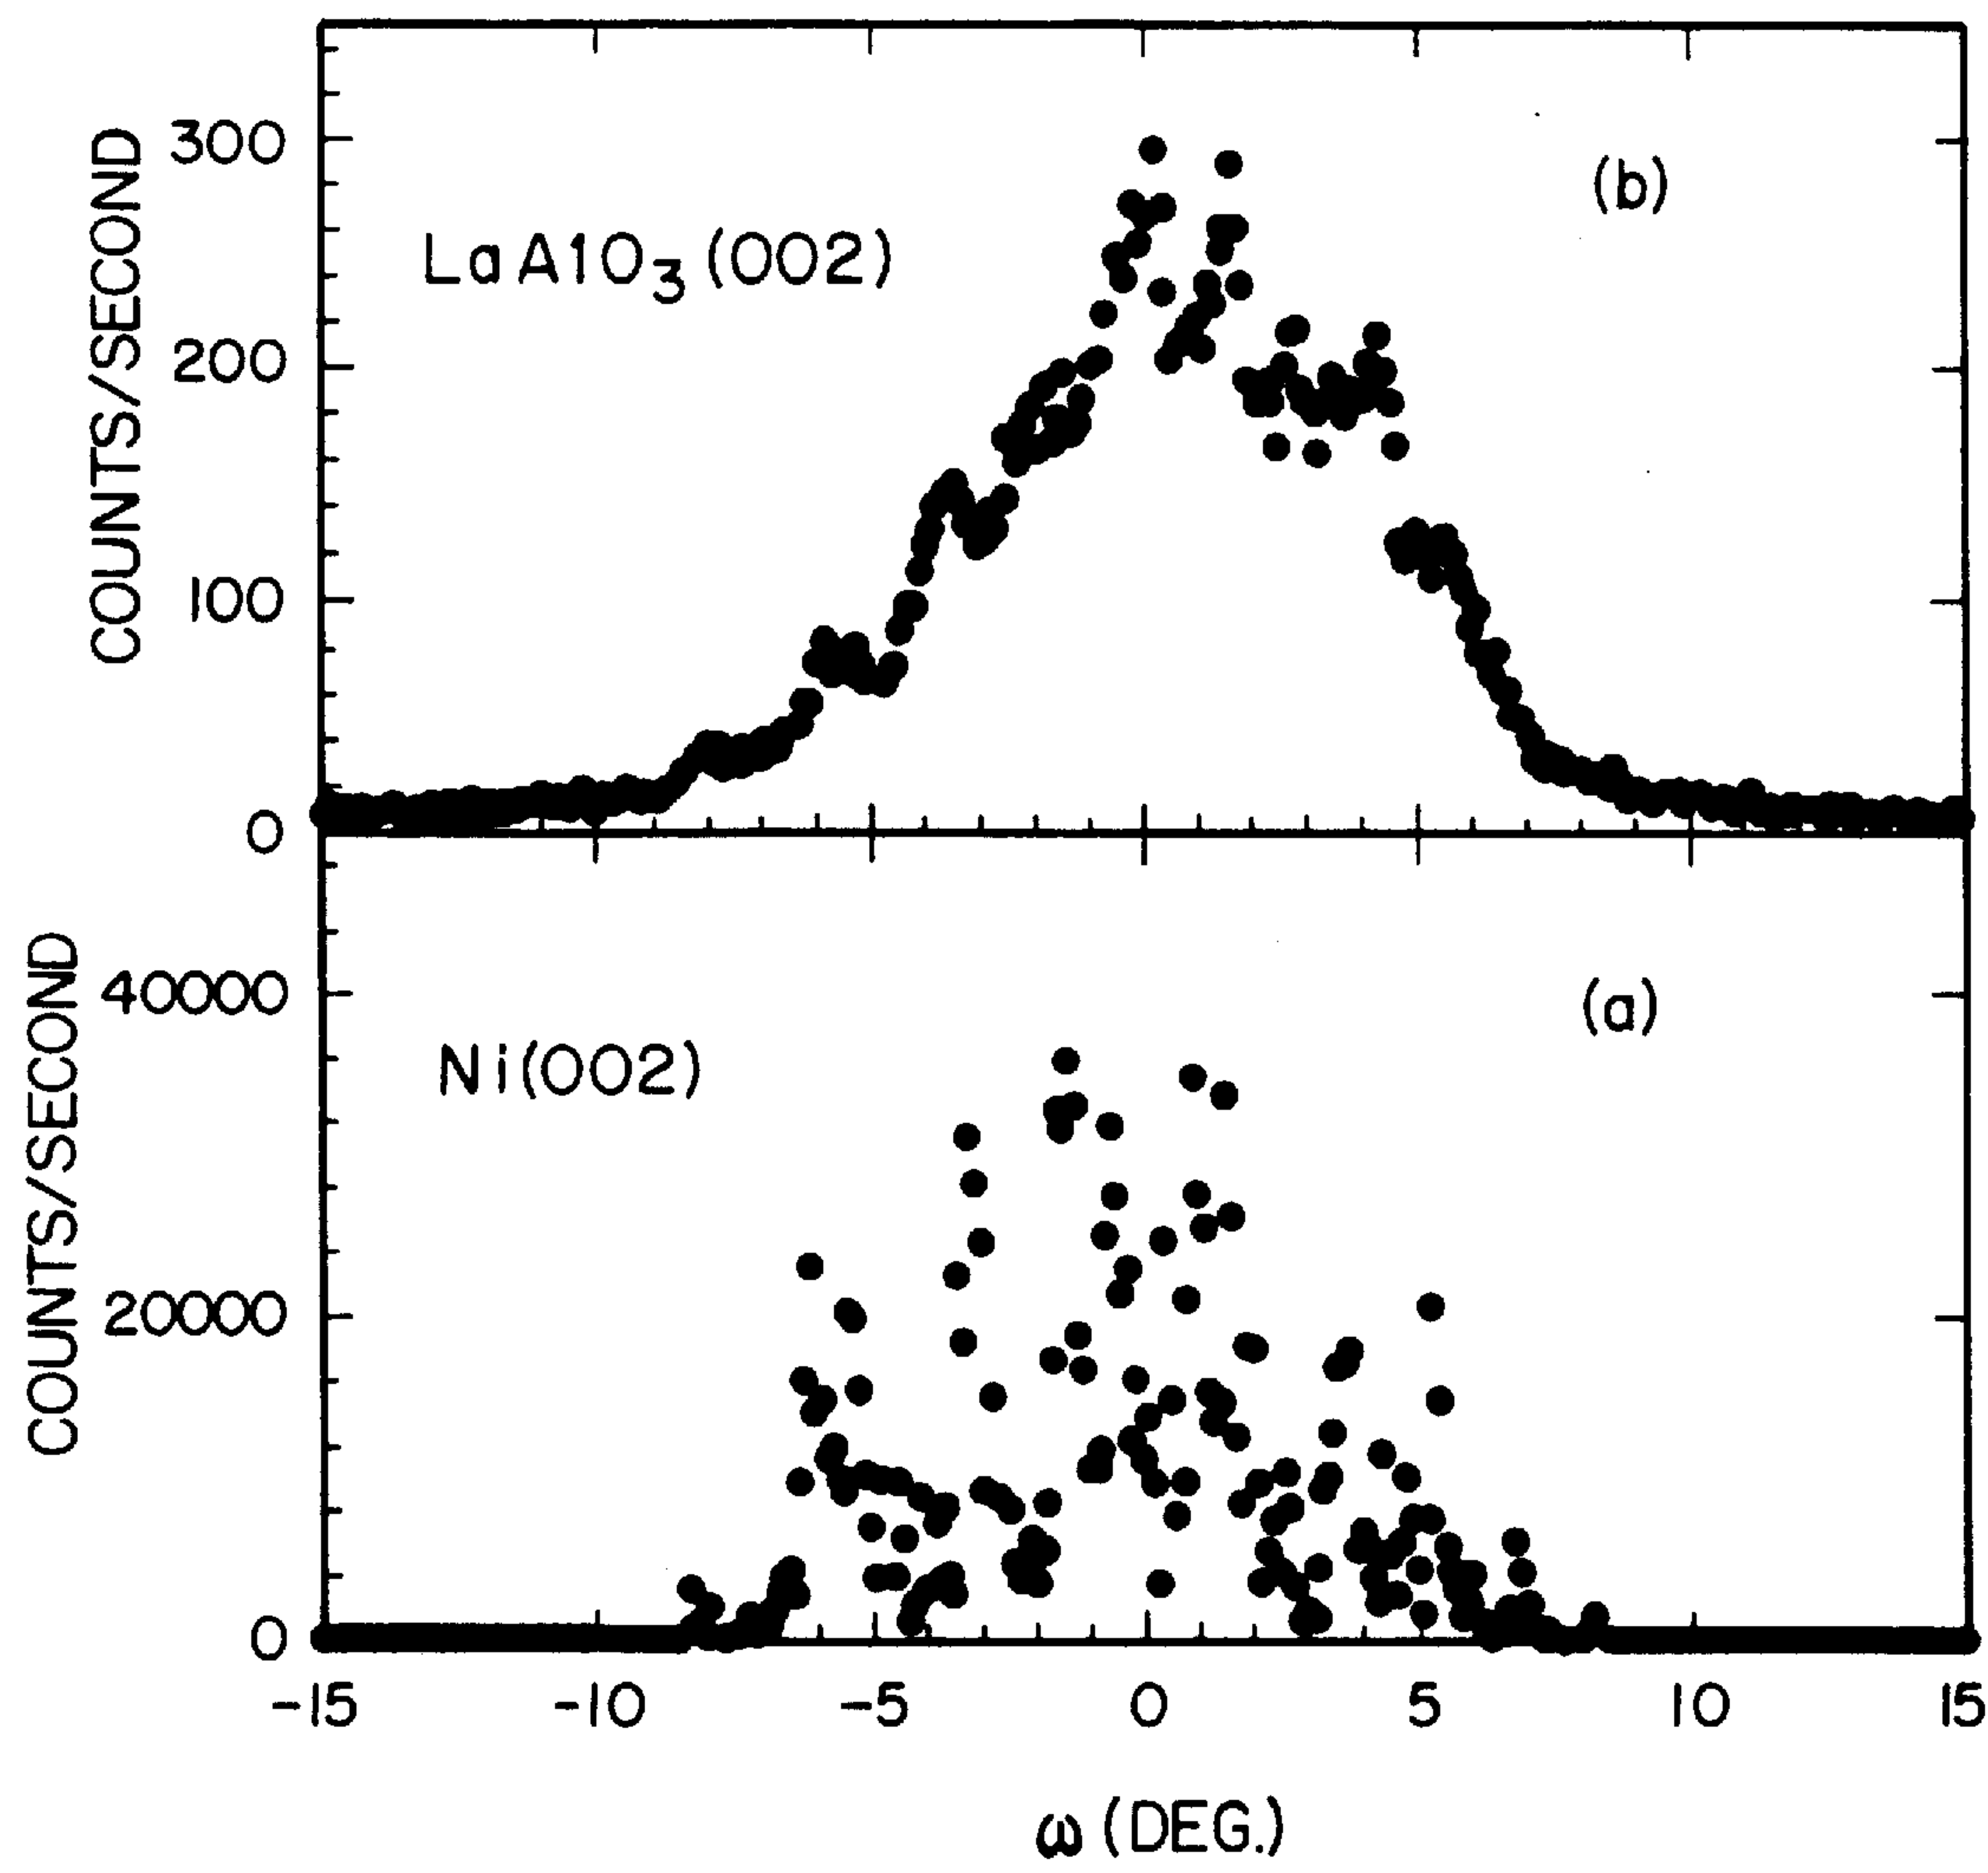 COUNTS/SECOND
300
200
100
0
LaAlO3(002)
(b)
COUNTS/SECOND
40000
20000
0
Ni(002)
(a)
-15 -10 -5 0 5 10 15
ω (DEG.)